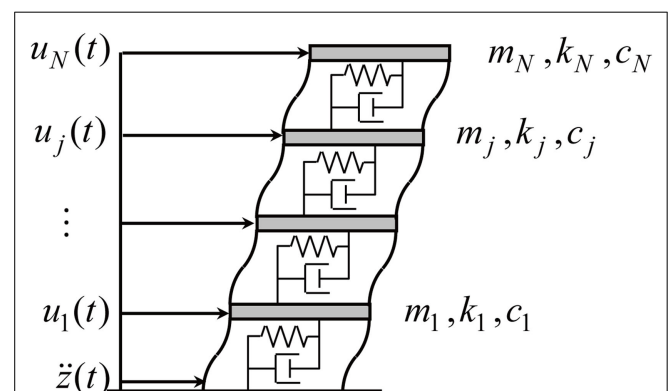 u_N(t) m_N, k_N, c_N
u_j(t) m_j, k_j, c_j
⋮
u_1(t) m_1, k_1, c_1
z̈(t)